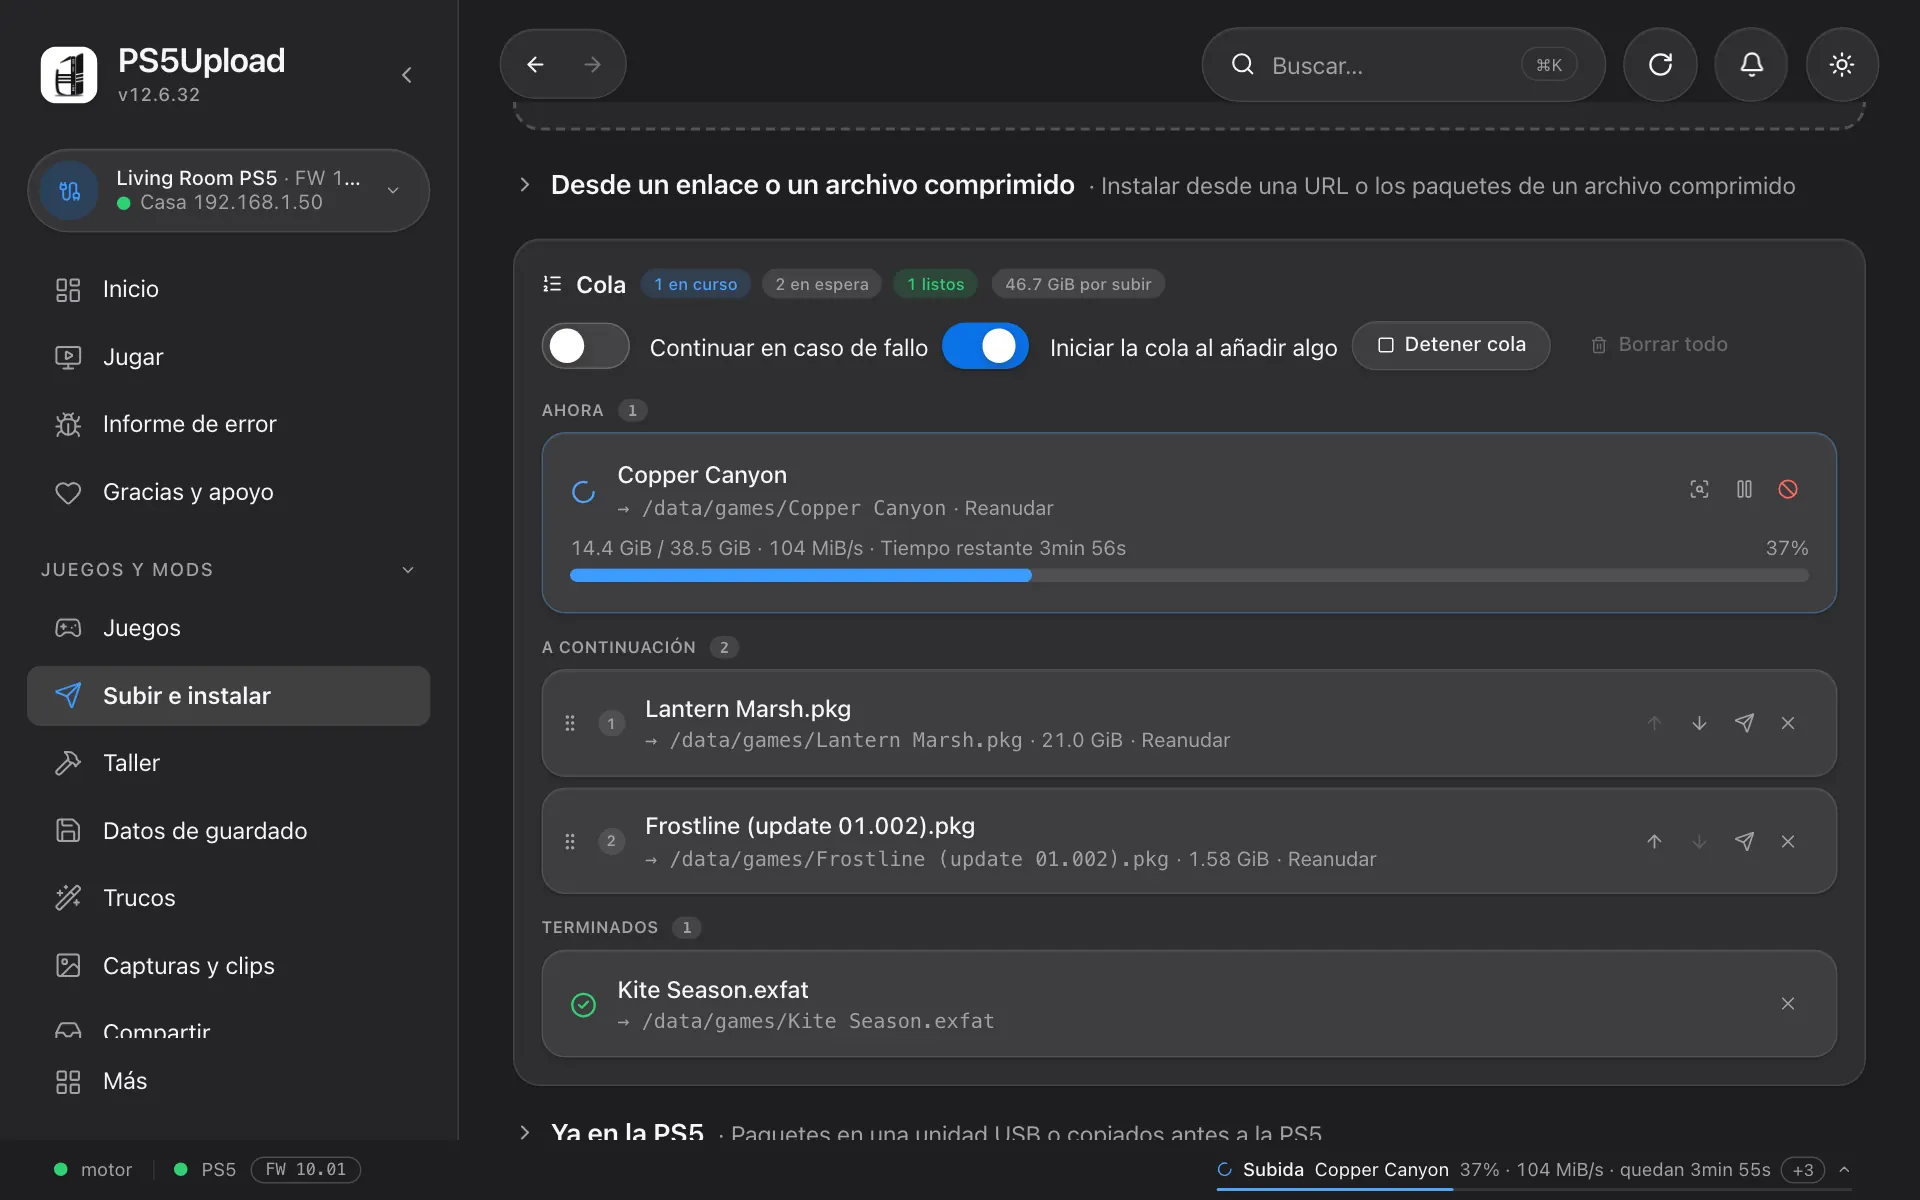 PS5Upload
v12.6.32
Living Room PS5 · FW 1...
Casa 192.168.1.50
Inicio
Jugar
Informe de error
Gracias y apoyo
JUEGOS Y MODS
Juegos
Subir e instalar
Taller
Datos de guardado
Trucos
Capturas y clips
Compartir
Más
Buscar...
⌘K
Desde un enlace o un archivo comprimido · Instalar desde una URL o los paquetes de un archivo comprimido
Cola 1 en curso 2 en espera 1 listos 46.7 GiB por subir
Continuar en caso de fallo Iniciar la cola al añadir algo Detener cola Borrar todo
AHORA 1
Copper Canyon
→ /data/games/Copper Canyon · Reanudar
14.4 GiB / 38.5 GiB · 104 MiB/s · Tiempo restante 3min 56s 37%
A CONTINUACIÓN 2
1 Lantern Marsh.pkg
→ /data/games/Lantern Marsh.pkg · 21.0 GiB · Reanudar
2 Frostline (update 01.002).pkg
→ /data/games/Frostline (update 01.002).pkg · 1.58 GiB · Reanudar
TERMINADOS 1
Kite Season.exfat
→ /data/games/Kite Season.exfat
Ya en la PS5 · Paquetes en una unidad USB o copiados antes a la PS5
motor PS5 FW 10.01
Subida Copper Canyon 37% · 104 MiB/s · quedan 3min 55s +3